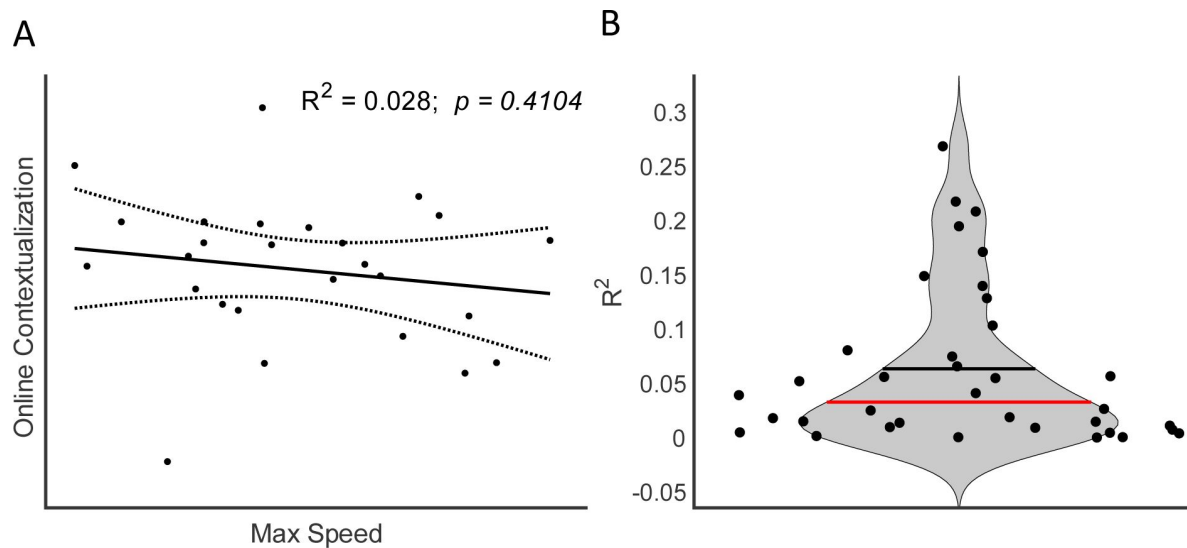 A
R² = 0.028; p = 0.4104
Online Contextualization
Max Speed
B
0.3
0.25
0.2
0.15
0.1
0.05
0
-0.05
R²